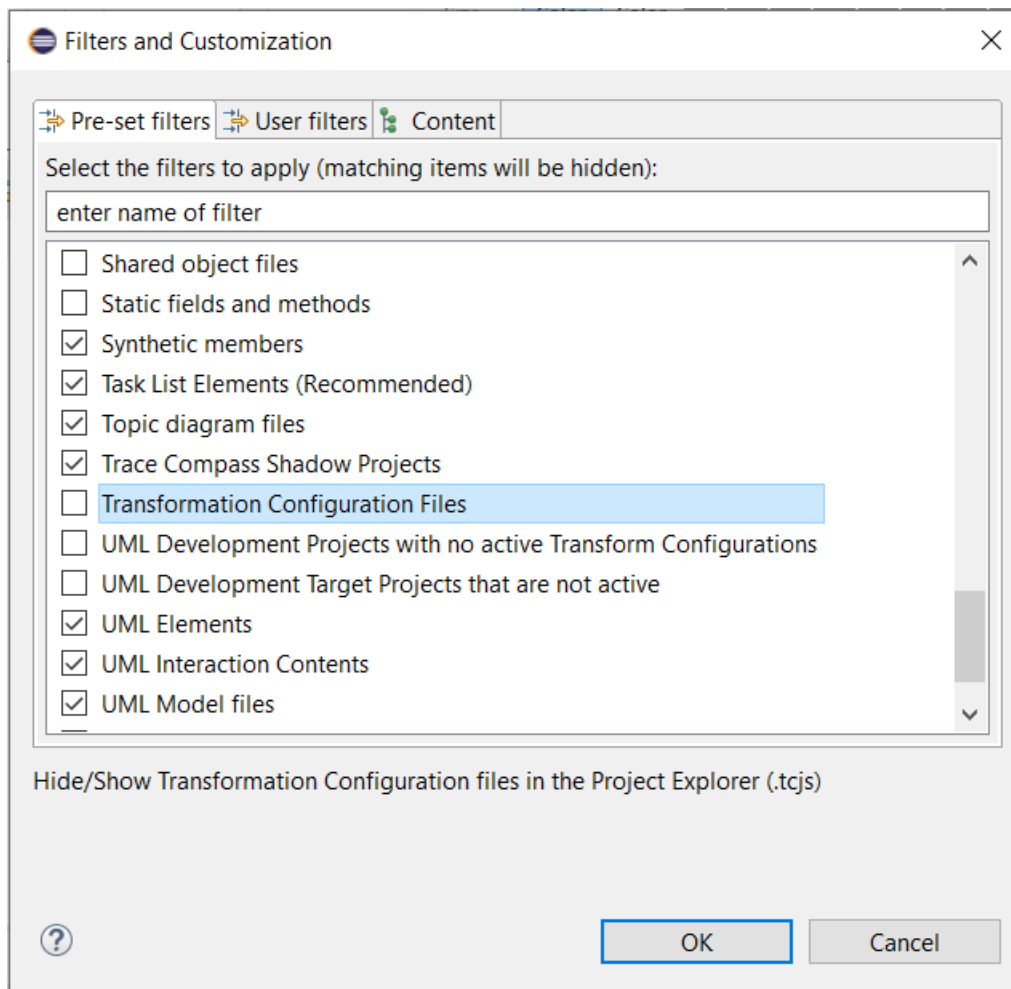 Filters and Customization
Pre-set filters User filters Content
Select the filters to apply (matching items will be hidden):
enter name of filter
Shared object files
Static fields and methods
Synthetic members
Task List Elements (Recommended)
Topic diagram files
Trace Compass Shadow Projects
Transformation Configuration Files
UML Development Projects with no active Transform Configurations
UML Development Target Projects that are not active
UML Elements
UML Interaction Contents
UML Model files
Hide/Show Transformation Configuration files in the Project Explorer (.tcjs)
? OK Cancel